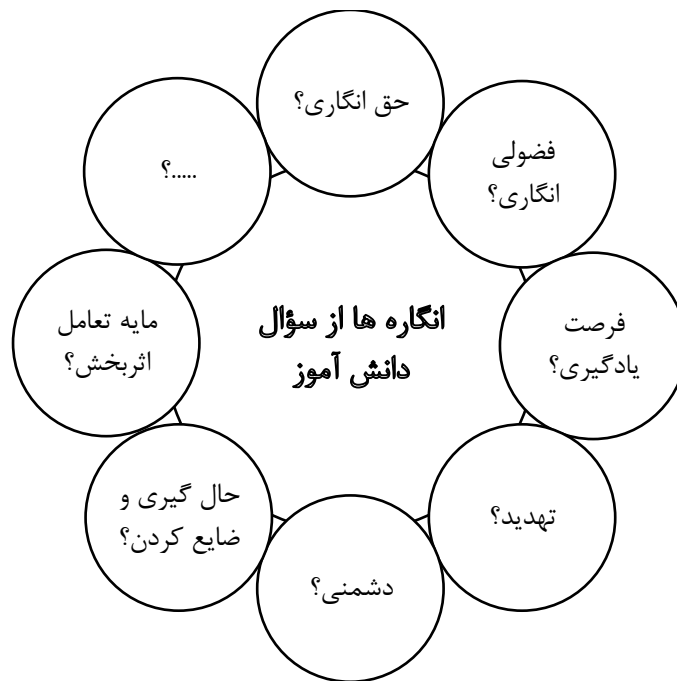 حق انگاری؟
فضولی
انگاری؟
فرصت
یادگیری؟
تهدید؟
دشمنی؟
حال گیری و
ضایع کردن؟
مایه تعامل
اثربخش؟
.....؟
انگاره ها از سؤال
دانش آموز